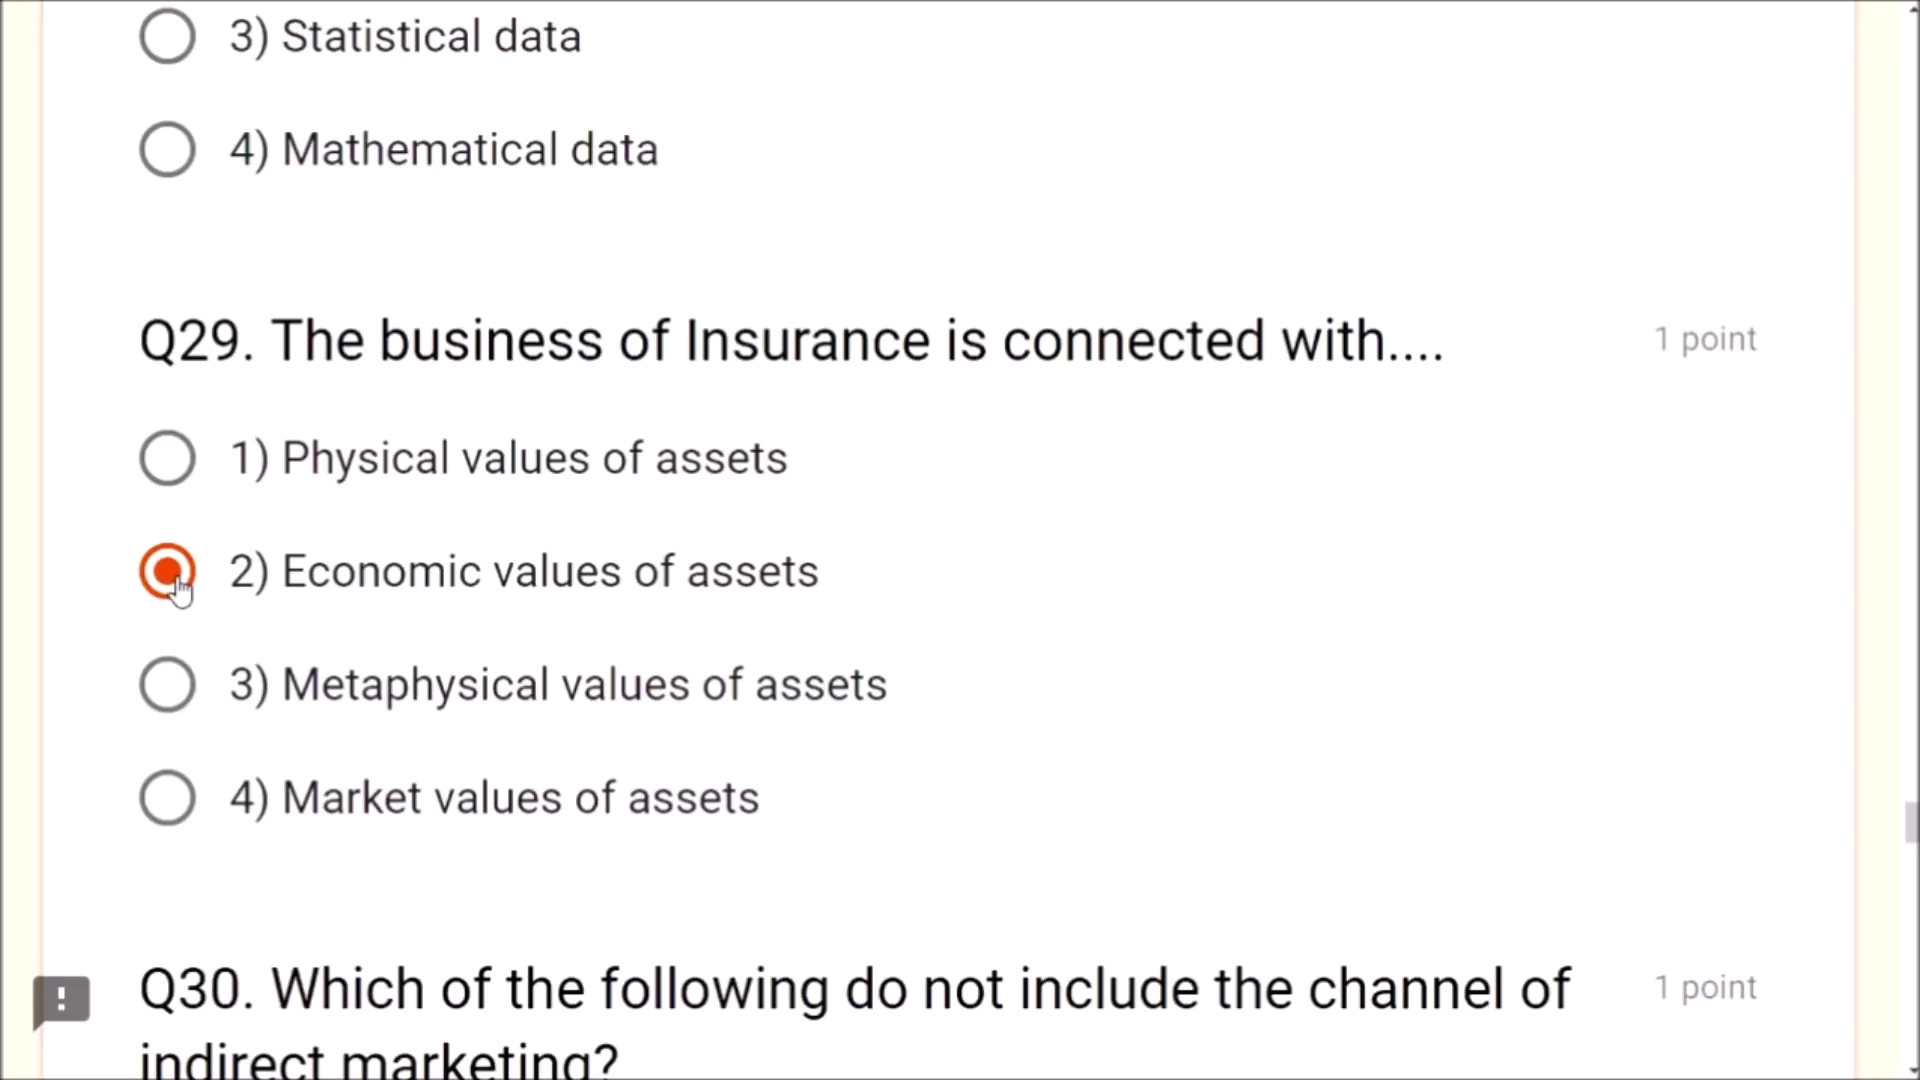 3) Statistical data
4) Mathematical data
Q29. The business of Insurance is connected with....
1 point
1) Physical values of assets
2) Economic values of assets
3) Metaphysical values of assets
4) Market values of assets
Q30. Which of the following do not include the channel of
1 point
indirect marketing?